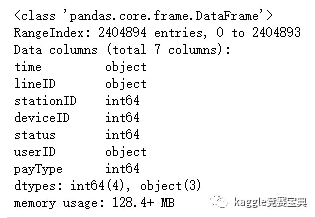 <class 'pandas.core.frame.DataFrame'>
RangeIndex: 2404894 entries, 0 to 2404893
Data columns (total 7 columns):
time         object
lineID       object
stationID    int64
deviceID     int64
status       int64
userID       object
payType      int64
dtypes: int64(4), object(3)
memory usage: 128.4+ MB
kaggle竞赛宝典